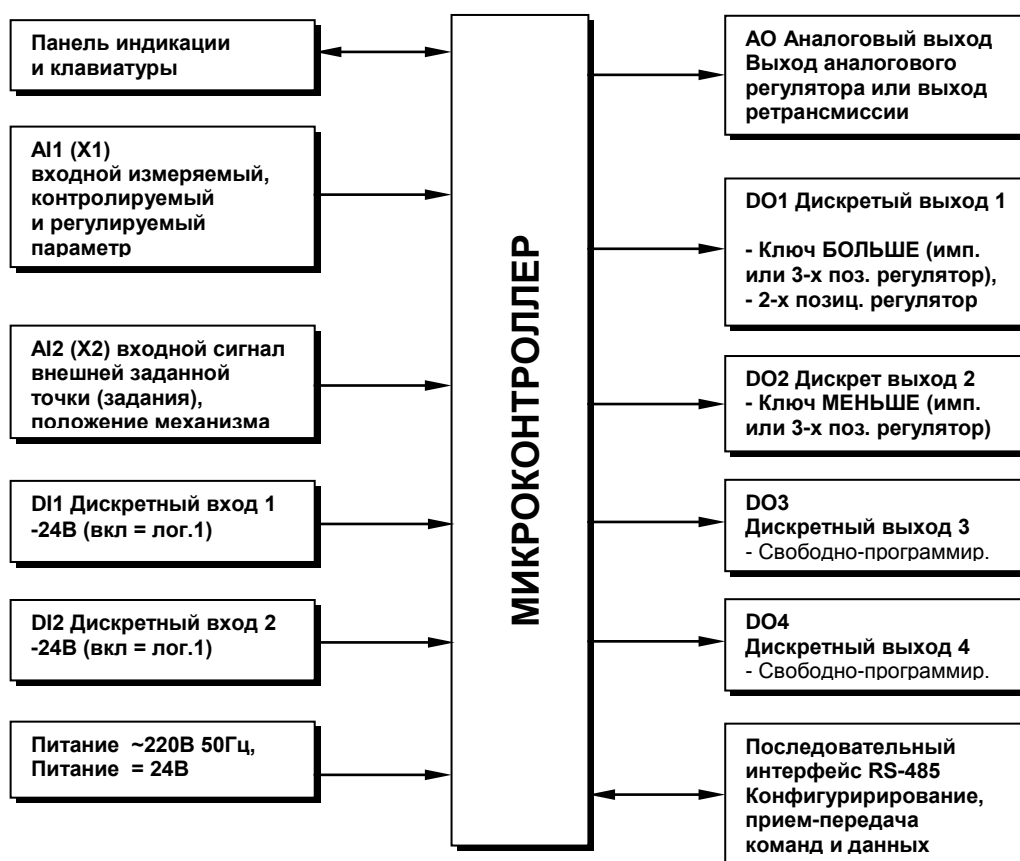 Панель индикации
и клавиатуры
AI1 (X1)
входной измеряемый,
контролируемый
и регулируемый
параметр
AI2 (X2) входной сигнал
внешней заданной
точки (задания),
положение механизма
DI1 Дискретный вход 1
-24В (вкл = лог.1)
DI2 Дискретный вход 2
-24В (вкл = лог.1)
Питание ~220В 50Гц,
Питание = 24В
МИКРОКОНТРОЛЛЕР
АО Аналоговый выход
Выход аналогового
регулятора или выход
ретрансмиссии
DO1 Дискретый выход 1
- Ключ БОЛЬШЕ (имп.
или 3-х поз. регулятор),
- 2-х позиц. регулятор
DO2 Дискрет выход 2
- Ключ МЕНЬШЕ (имп.
или 3-х поз. регулятор)
DO3
Дискретный выход 3
- Свободно-программир.
DO4
Дискретный выход 4
- Свободно-программир.
Последовательный
интерфейс RS-485
Конфигуририрование,
прием-передача
команд и данных